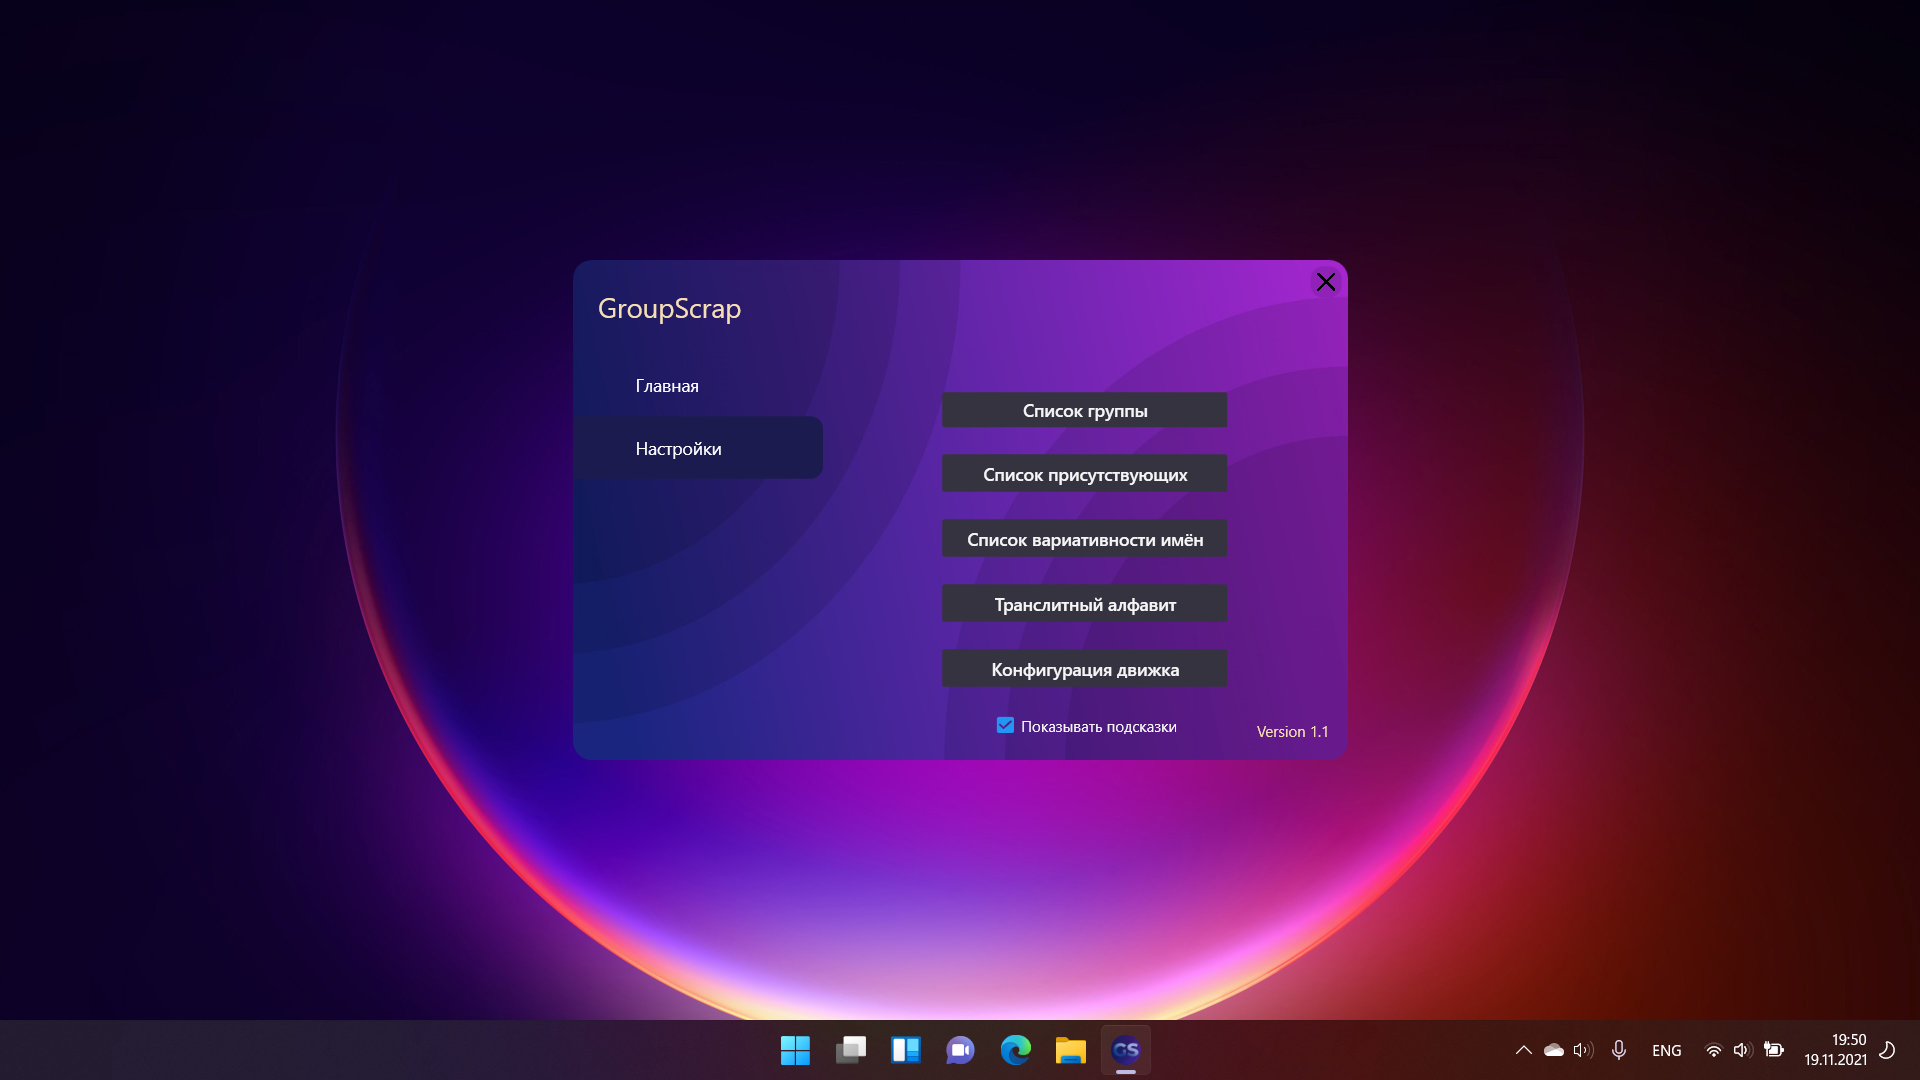 GroupScrap
Главная
Настройки
Список группы
Список присутствующих
Список вариативности имён
Транслитный алфавит
Конфигурация движка
Показывать подсказки
Version 1.1
GS
ENG
19:50
19.11.2021